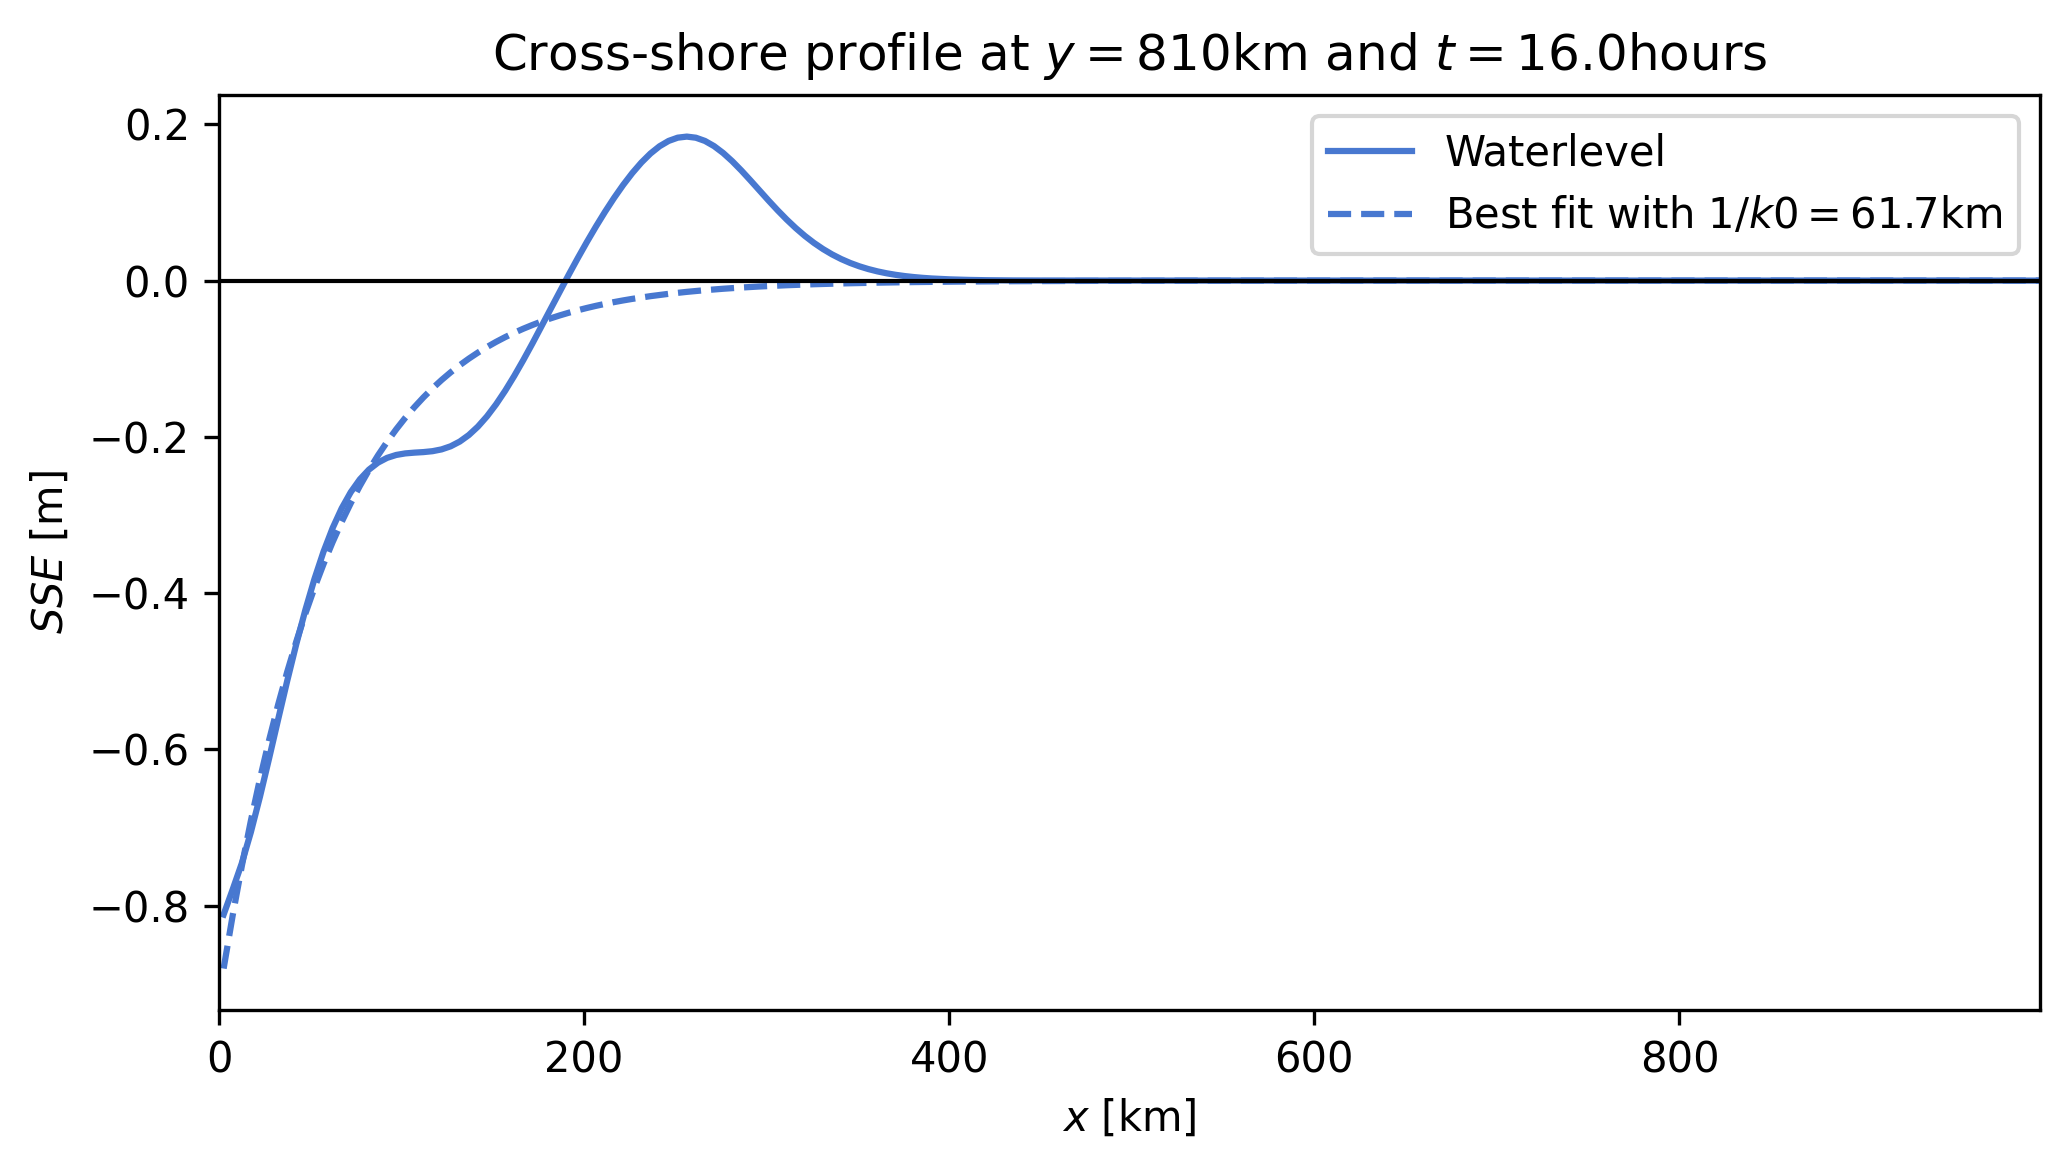 Cross-shore profile at y = 810km and t = 16.0hours
Waterlevel
Best fit with 1/k0 = 61.7km
SSE [m]
0.2
0.0
−0.2
−0.4
−0.6
−0.8
0 200 400 600 800
x [km]